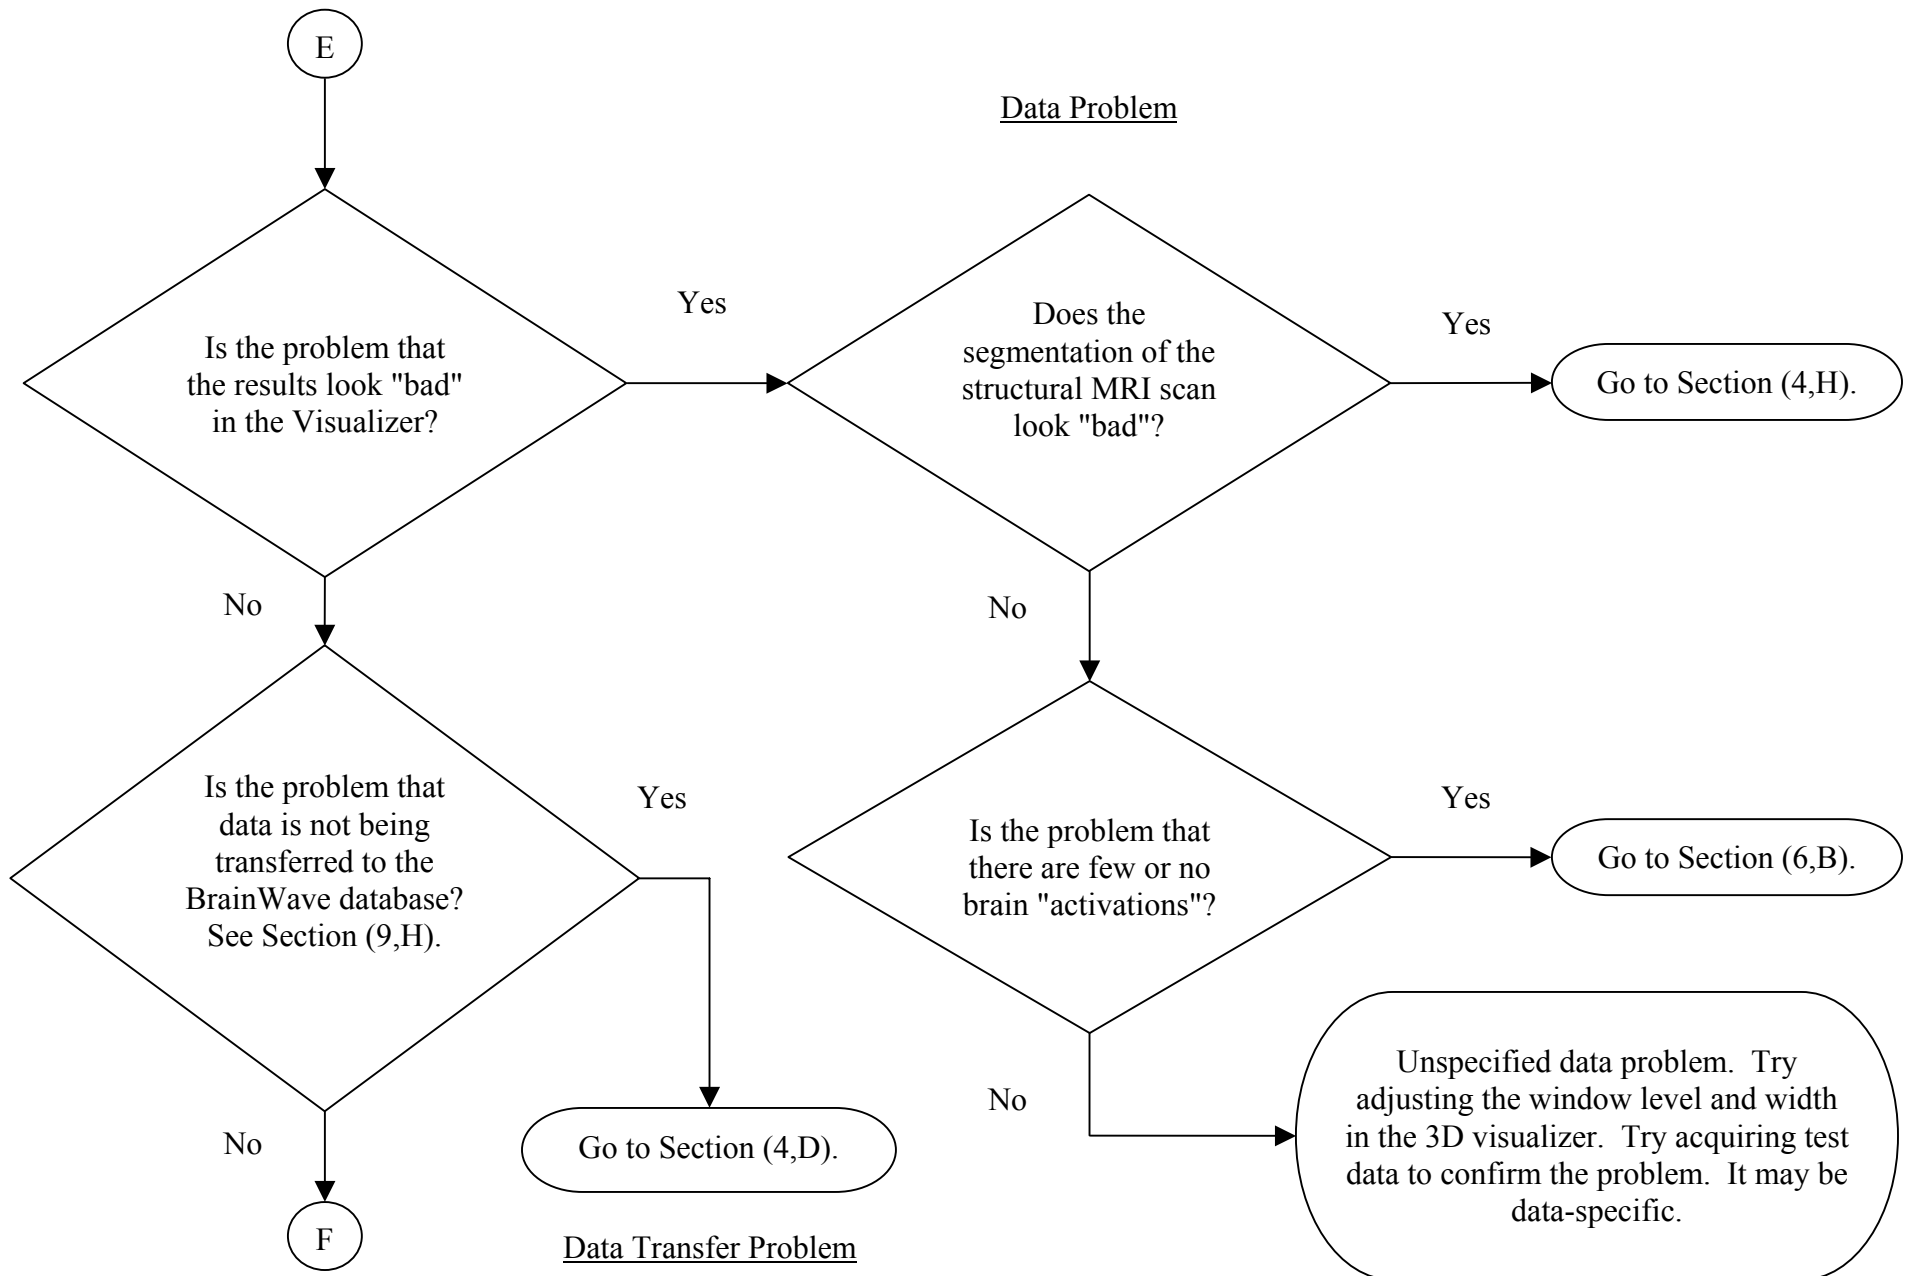 E
Data Problem
Is the problem that
the results look "bad"
in the Visualizer?
Yes
Does the
segmentation of the
structural MRI scan
look "bad"?
Yes
Go to Section (4,H).
No
No
Is the problem that
data is not being
transferred to the
BrainWave database?
See Section (9,H).
Yes
Is the problem that
there are few or no
brain "activations"?
Yes
Go to Section (6,B).
No
Go to Section (4,D).
No
Unspecified data problem.  Try
adjusting the window level and width
in the 3D visualizer.  Try acquiring test
data to confirm the problem.  It may be
data-specific.
F
Data Transfer Problem